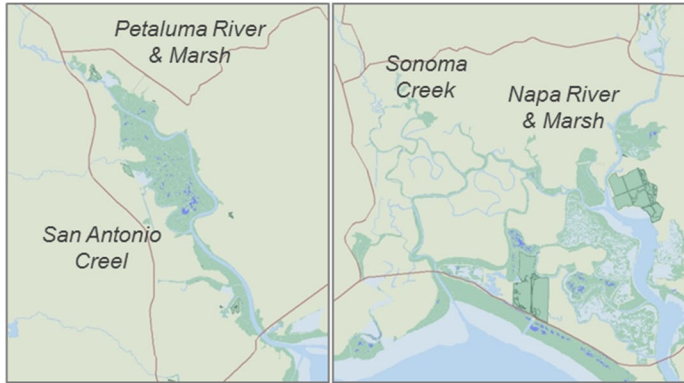 Petaluma River
& Marsh
San Antonio
Creel
Sonoma
Creek
Napa River
& Marsh